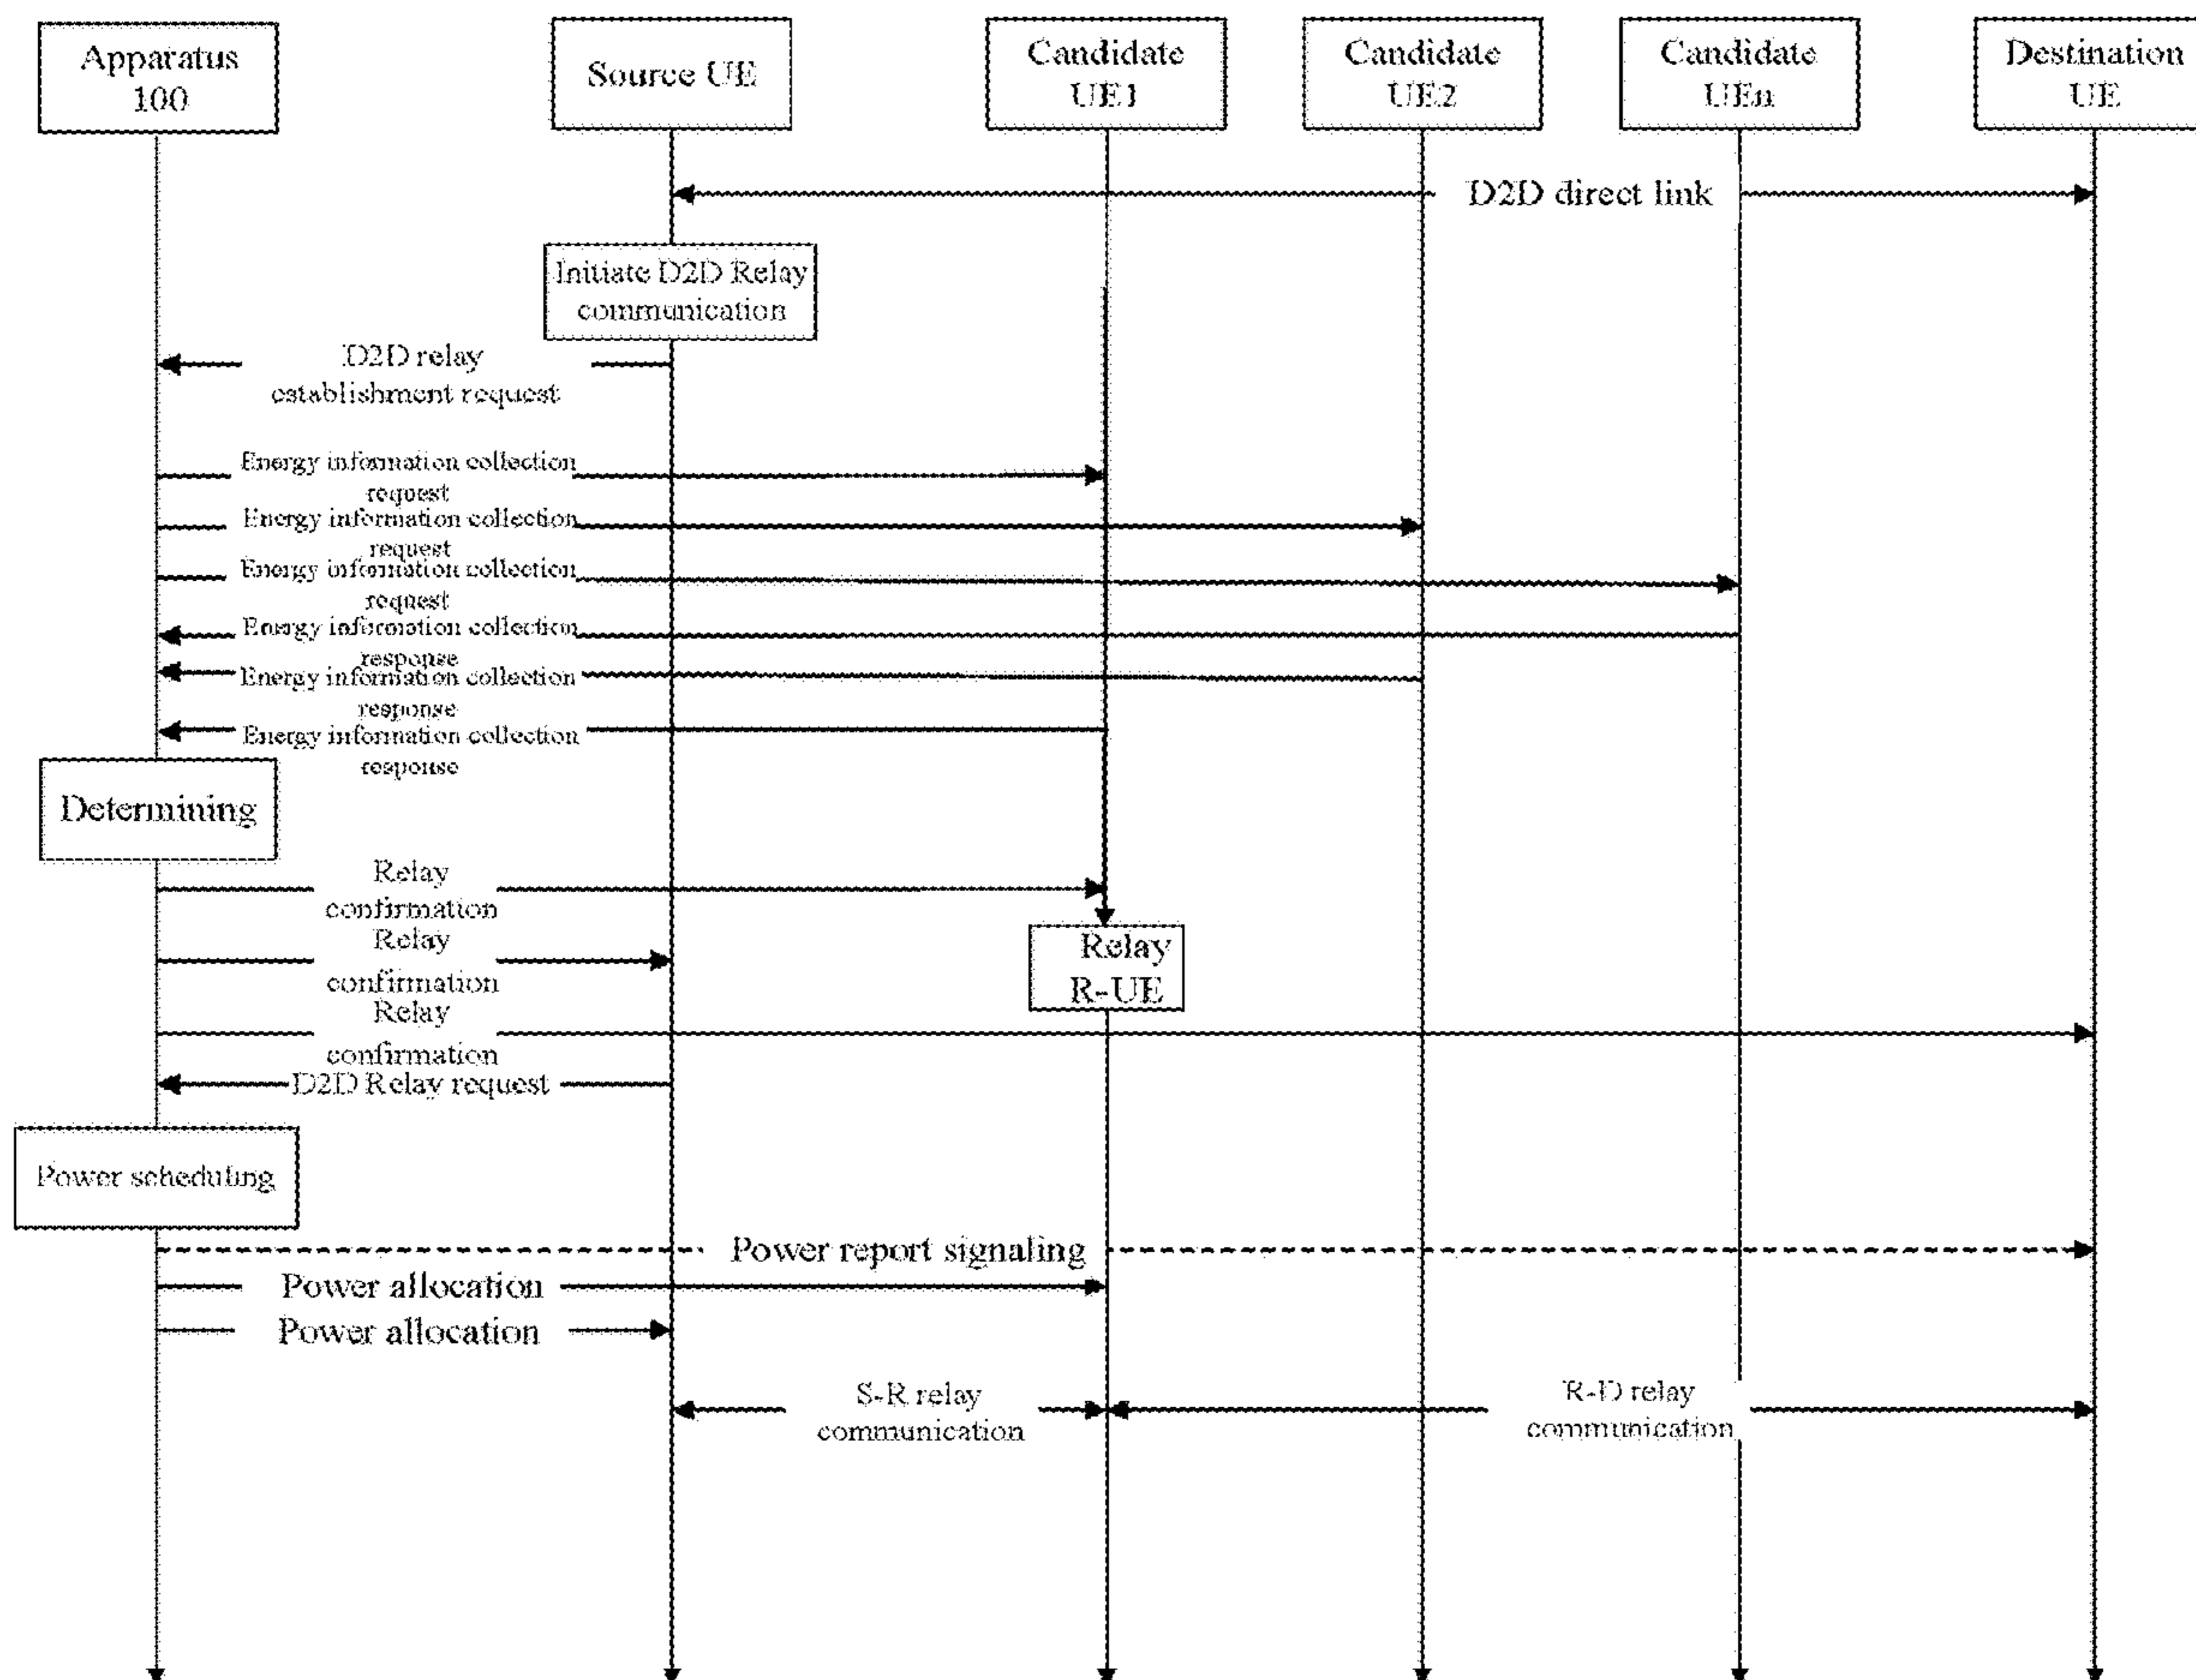 Apparatus
100
Source UE
Candidate
UE1
Candidate
UE2
Candidate
UEn
Destination
UE
D2D direct link
Initiate D2D Relay
communication
D2D relay
establishment request
Energy information collection
request
Energy information collection
request
Energy information collection
request
Energy information collection
response
Energy information collection
response
Energy information collection
response
Determining
Relay
confirmation
Relay
confirmation
Relay
R-UE
Relay
confirmation
D2D Relay request
Power scheduling
Power report signaling
Power allocation
Power allocation
S-R relay
communication
R-D relay
communication